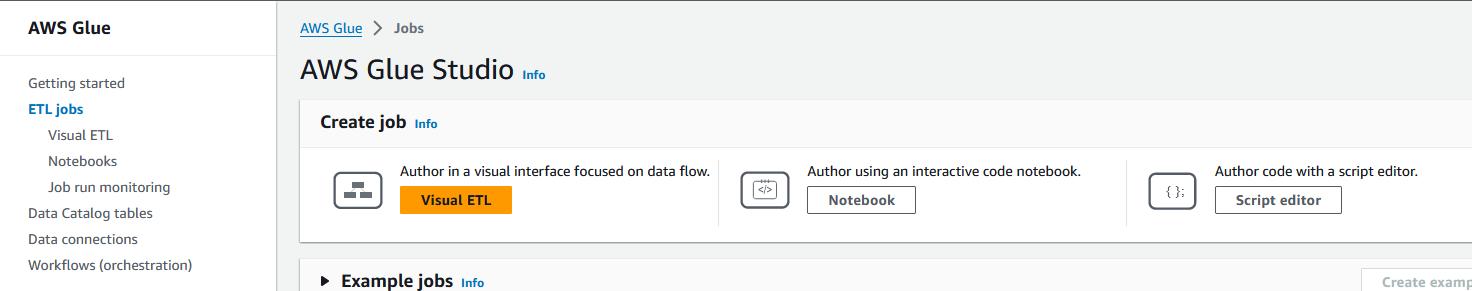 AWS Glue
Getting started
ETL jobs
Visual ETL
Notebooks
Job run monitoring
Data Catalog tables
Data connections
Workflows (orchestration)
AWS Glue > Jobs
AWS Glue Studio Info
Create job Info
Author in a visual interface focused on data flow.
Visual ETL
</>
Author using an interactive code notebook.
Notebook
{ };
Author code with a script editor.
Script editor
Example jobs Info
Create examp